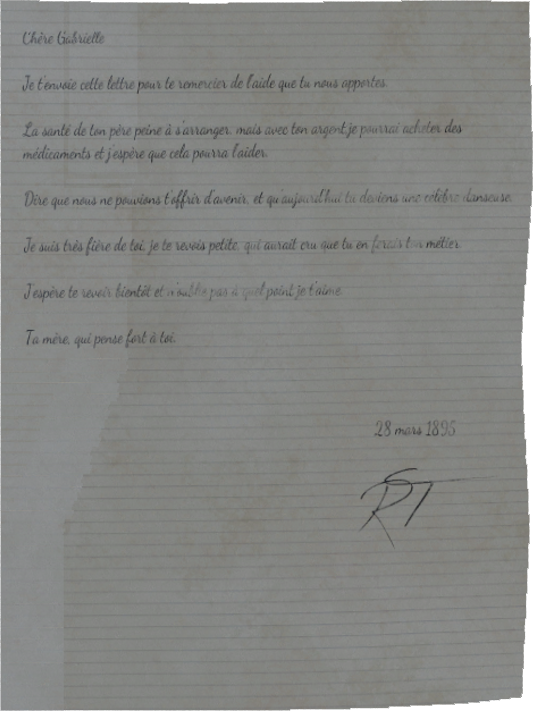 Chère Gabrielle
Je t'envoie cette lettre pour te remercier de l'aide que tu nous apportes.
La santé de ton père peine à s'arranger, mais avec ton argent je pourrai acheter des
médicaments et j'espère que cela pourra l'aider.
Dire que nous ne pouvions t'offrir d'avenir, et qu'aujourd'hui tu deviens une célèbre danseuse.
Je suis très fière de toi, je te revois petite, qui aurait cru que tu en ferais ton métier.
J'espère te revoir bientôt et n'oublie pas à quel point je t'aime.
Ta mère, qui pense fort à toi.
28 mars 1895